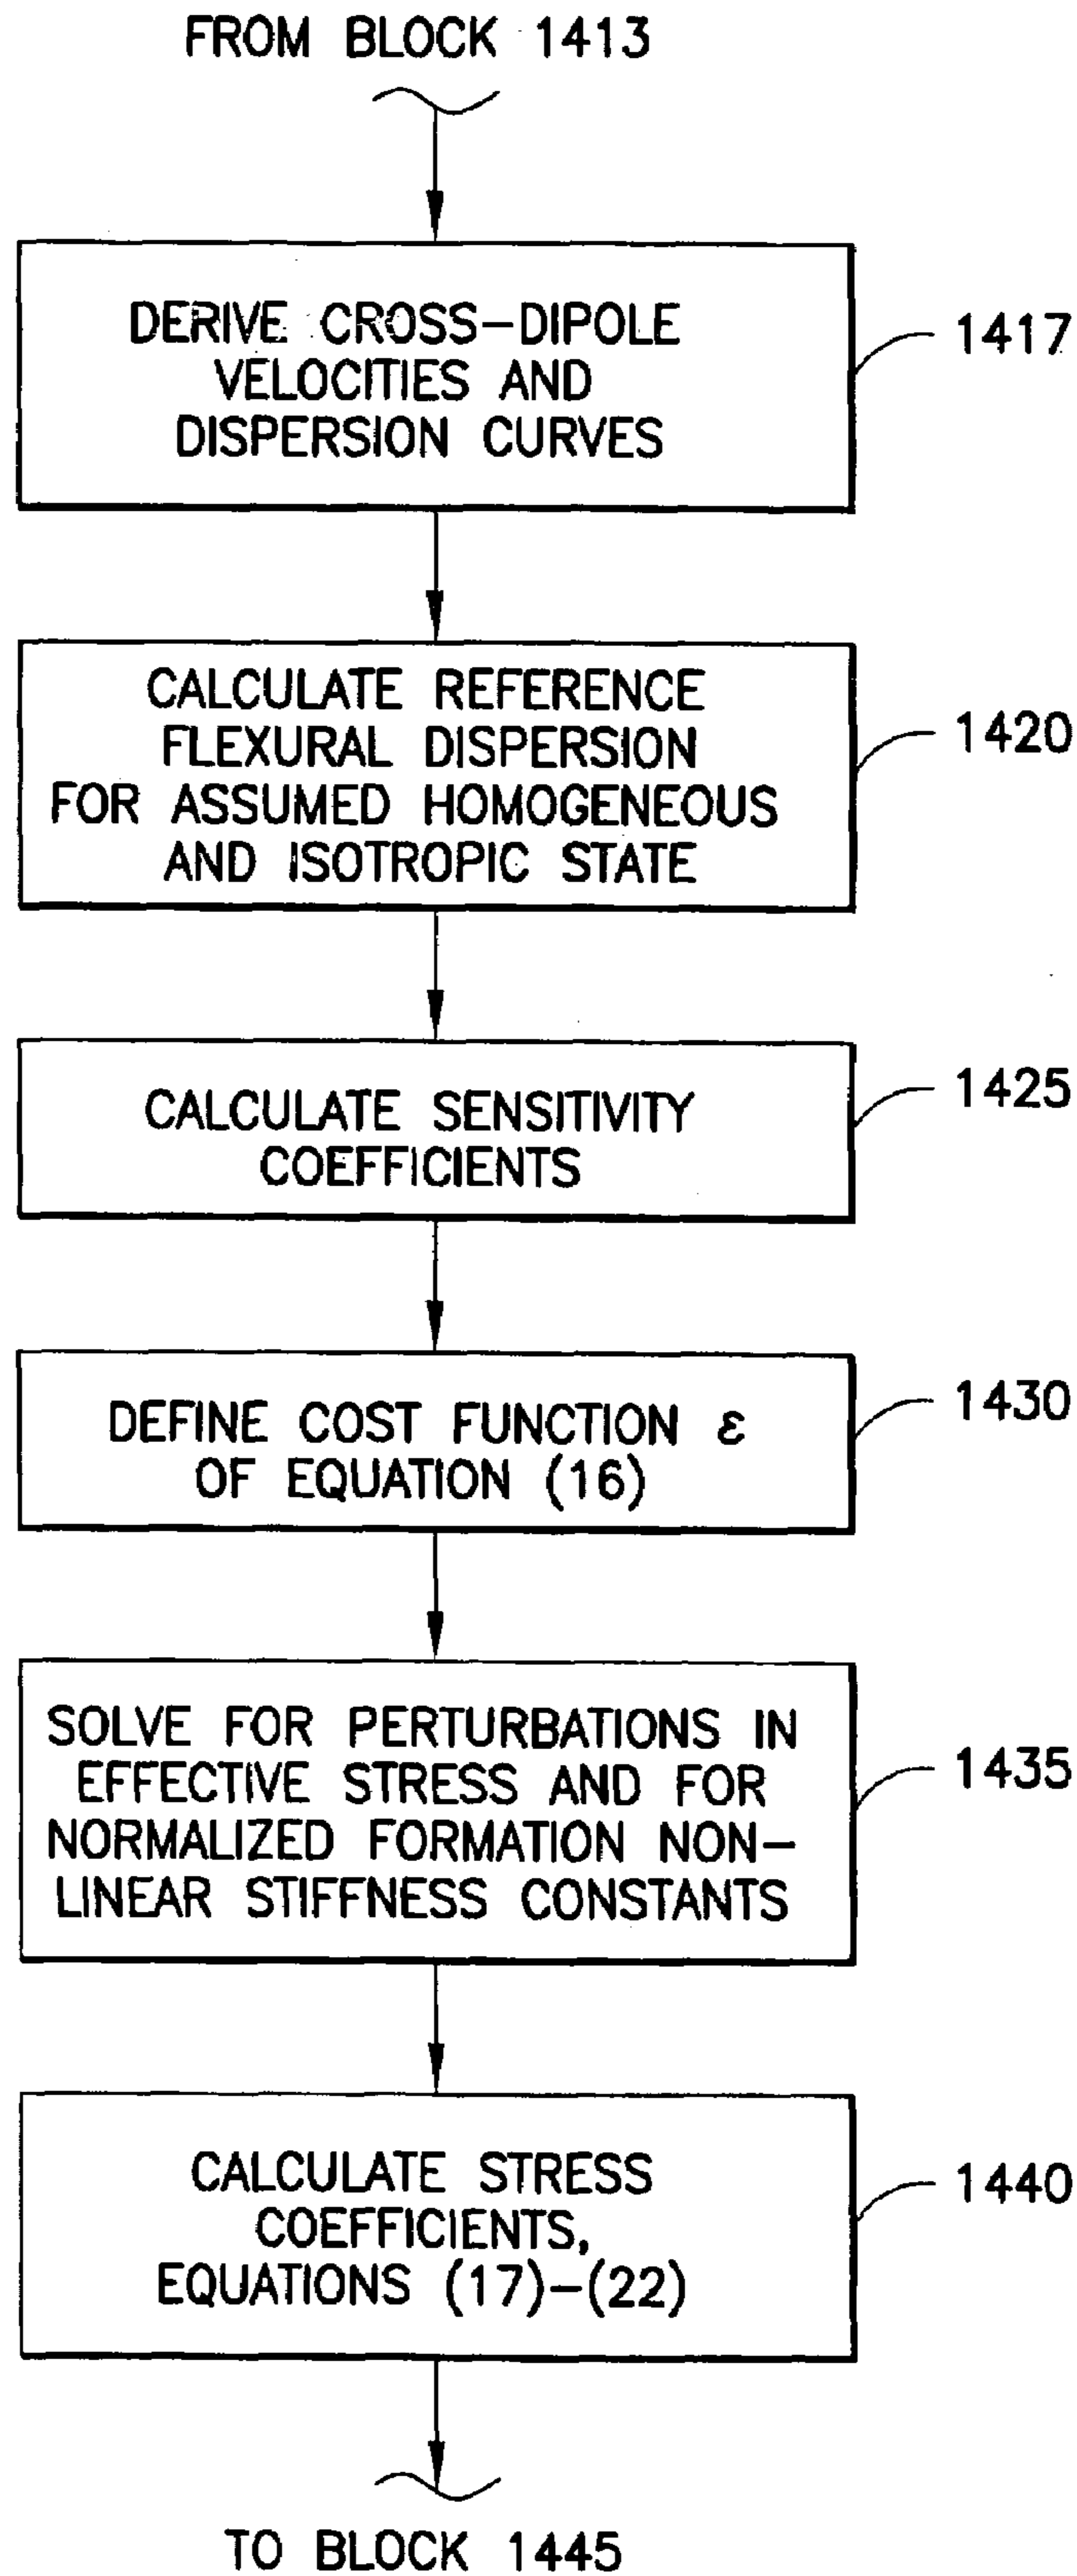 FROM BLOCK 1413
DERIVE CROSS-DIPOLE
VELOCITIES AND
DISPERSION CURVES
1417
CALCULATE REFERENCE
FLEXURAL DISPERSION
FOR ASSUMED HOMOGENEOUS
AND ISOTROPIC STATE
1420
CALCULATE SENSITIVITY
COEFFICIENTS
1425
DEFINE COST FUNCTION ε
OF EQUATION (16)
1430
SOLVE FOR PERTURBATIONS IN
EFFECTIVE STRESS AND FOR
NORMALIZED FORMATION NON-
LINEAR STIFFNESS CONSTANTS
1435
CALCULATE STRESS
COEFFICIENTS,
EQUATIONS (17)-(22)
1440
TO BLOCK 1445